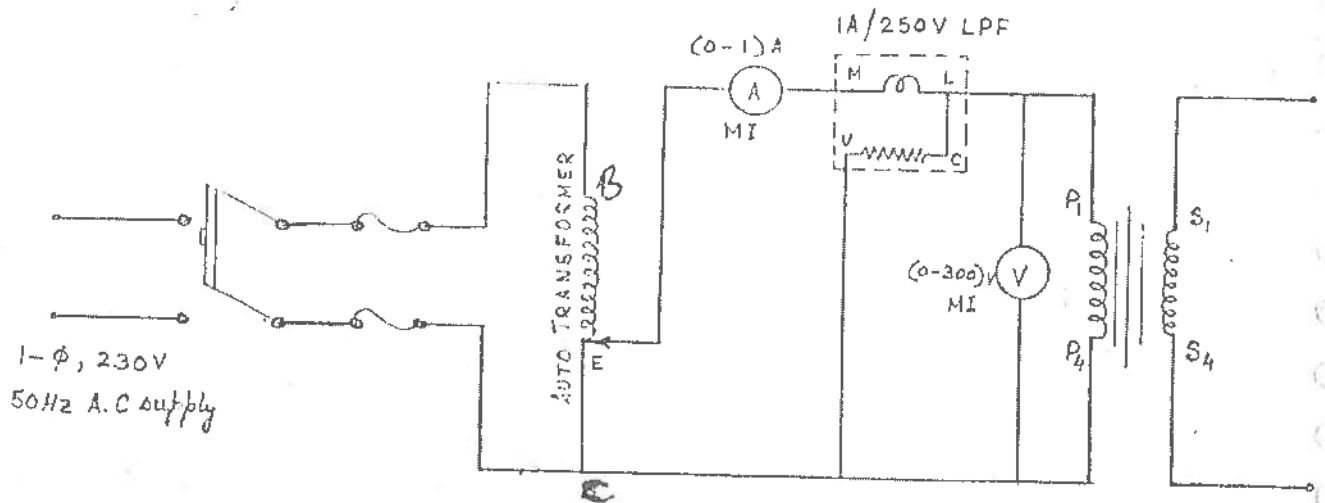 1A/250V LPF
(0-1) A
M L
A
MI
V C
AUTO TRANSFORMER
B
P1
S1
(0-300)V
V
MI
E
P4
S4
1-φ, 230V
50Hz A.C supply
C